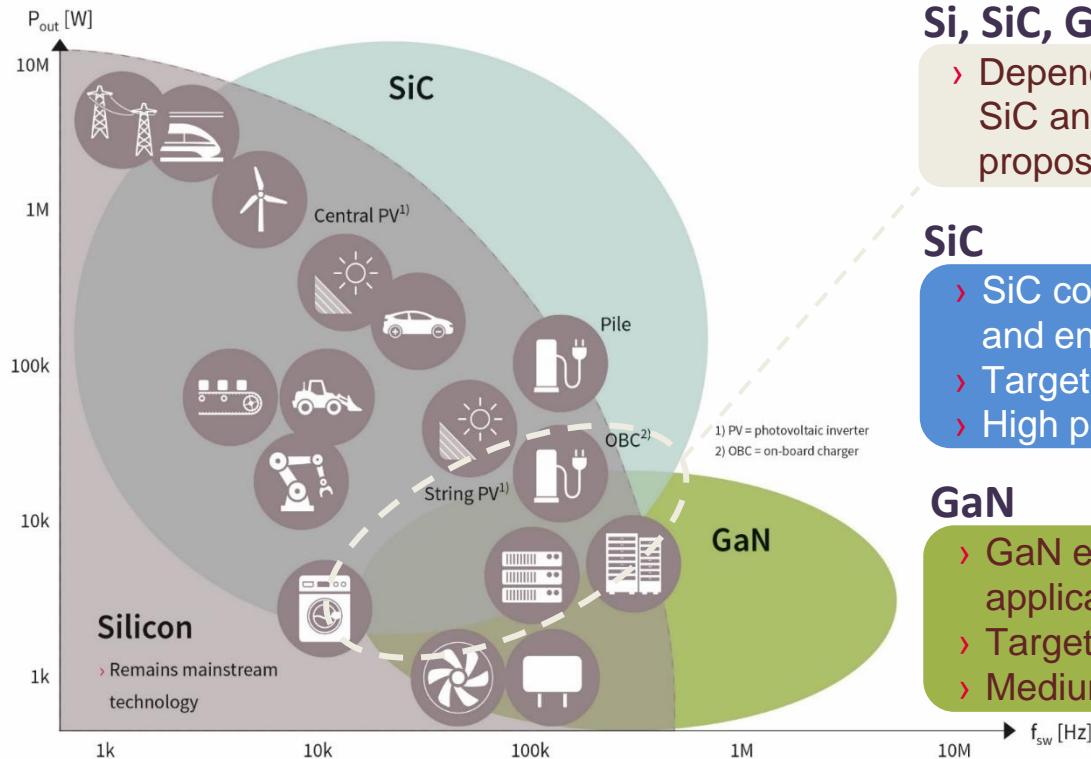 P_out [W]
10M
1M
100k
10k
1k
SiC
Central PV1)
Pile
OBC2)
String PV1)
1) PV = photovoltaic inverter
2) OBC = on-board charger
GaN
Silicon
› Remains mainstream
technology
1k
10k
100k
1M
10M
f_sw [Hz]
Si, SiC, G
› Depen
SiC an
propos
SiC
› SiC co
and en
› Target
› High p
GaN
› GaN e
applica
› Target
› Mediu